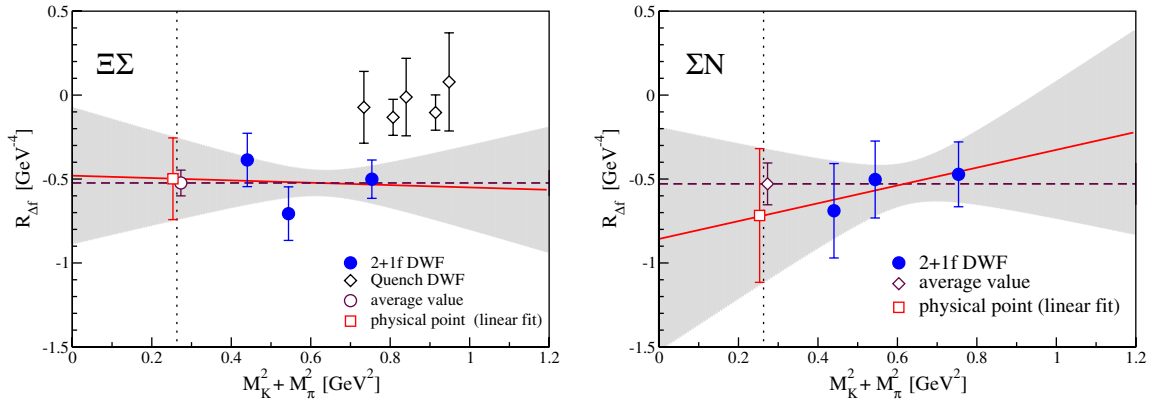 0.5
0
-0.5
-1
-1.5
R_Δf [GeV^-4]
ΞΣ
2+1f DWF
Quench DWF
average value
physical point (linear fit)
0 0.2 0.4 0.6 0.8 1 1.2
M_K^2 + M_π^2 [GeV^2]
0.5
0
-0.5
-1
-1.5
R_Δf [GeV^-4]
ΣN
2+1f DWF
average value
physical point (linear fit)
0 0.2 0.4 0.6 0.8 1 1.2
M_K^2 + M_π^2 [GeV^2]